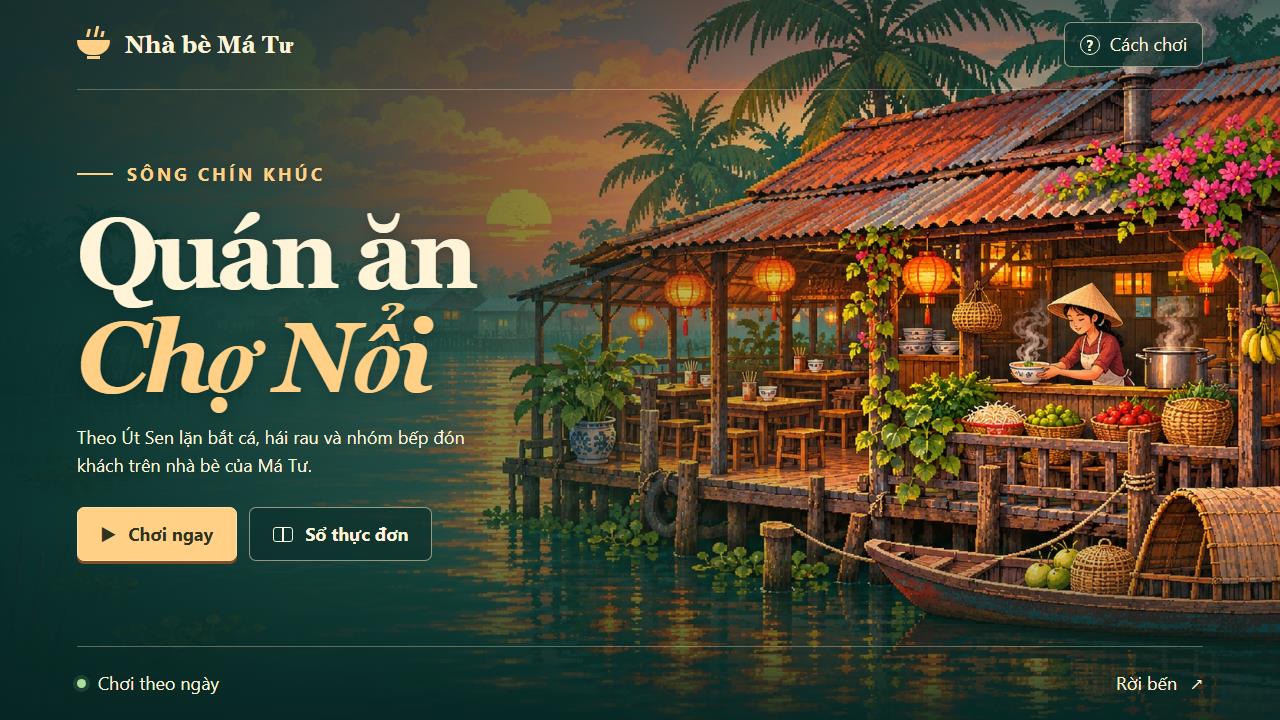 Nhà bè Má Tư
Cách chơi
SÔNG CHÍN KHÚC
Quán ăn
Chợ Nổi
Theo Út Sen lặn bắt cá, hái rau và nhóm bếp đón
khách trên nhà bè của Má Tư.
Chơi ngay
Sổ thực đơn
Chơi theo ngày
Rời bến ↗